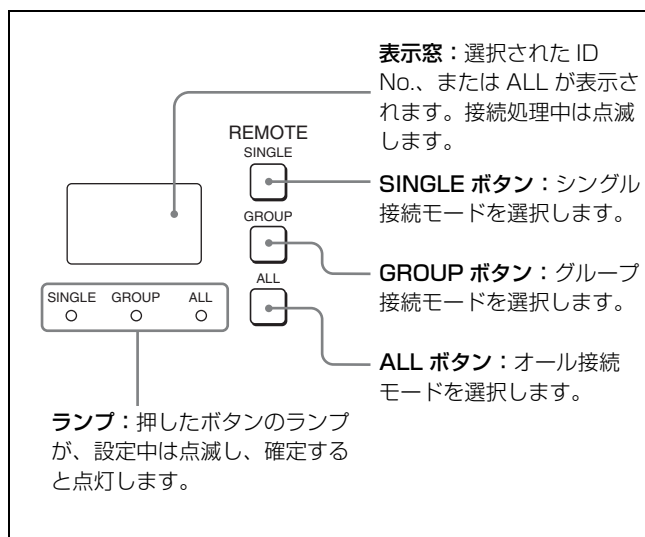 表示窓：選択された ID
No.、または ALL が表示さ
れます。接続処理中は点滅
します。
REMOTE
SINGLE
SINGLE ボタン：シングル
接続モードを選択します。
GROUP
GROUP ボタン：グループ
接続モードを選択します。
ALL
SINGLE GROUP ALL
ALL ボタン：オール接続
モードを選択します。
ランプ：押したボタンのランプ
が、設定中は点滅し、確定する
と点灯します。